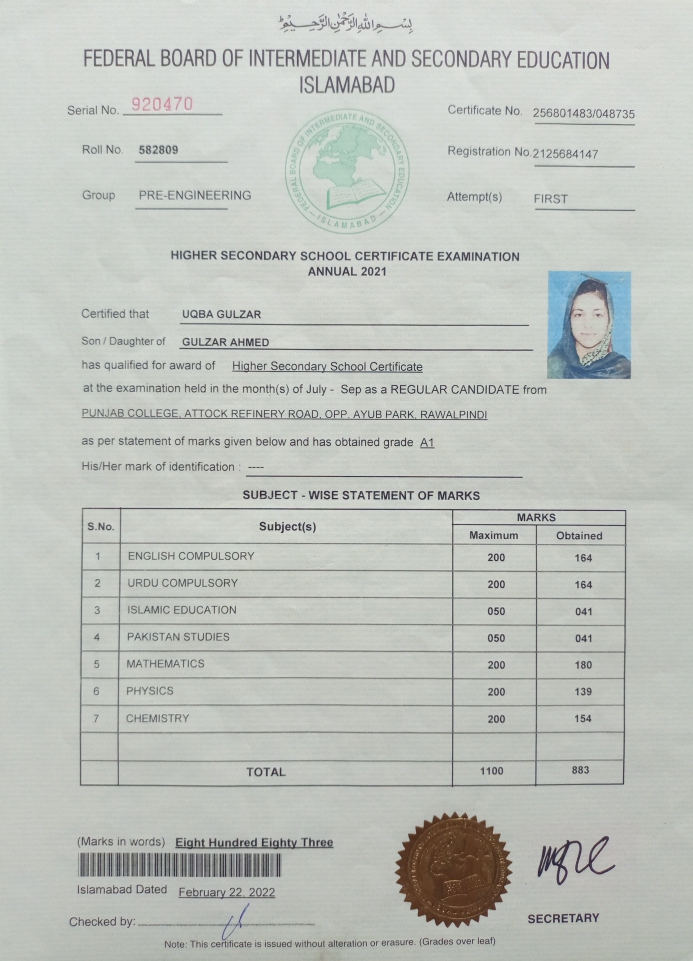 بِسْمِ اللهِ الرَّحْمٰنِ الرَّحِيْمِ
FEDERAL BOARD OF INTERMEDIATE AND SECONDARY EDUCATION
ISLAMABAD
Serial No. 920470
Certificate No. 256801483/048735
Roll No. 582809
Registration No. 2125684147
Group PRE-ENGINEERING
Attempt(s) FIRST
FEDERAL BOARD OF INTERMEDIATE AND SECONDARY EDUCATION
ISLAMABAD
HIGHER SECONDARY SCHOOL CERTIFICATE EXAMINATION
ANNUAL 2021
Certified that UQBA GULZAR
Son / Daughter of GULZAR AHMED
has qualified for award of Higher Secondary School Certificate
at the examination held in the month(s) of July - Sep as a REGULAR CANDIDATE from
PUNJAB COLLEGE, ATTOCK REFINERY ROAD, OPP. AYUB PARK, RAWALPINDI
as per statement of marks given below and has obtained grade A1
His/Her mark of identification : ----
SUBJECT - WISE STATEMENT OF MARKS
S.No. Subject(s) MARKS
Maximum Obtained
1 ENGLISH COMPULSORY 200 164
2 URDU COMPULSORY 200 164
3 ISLAMIC EDUCATION 050 041
4 PAKISTAN STUDIES 050 041
5 MATHEMATICS 200 180
6 PHYSICS 200 139
7 CHEMISTRY 200 154
TOTAL 1100 883
(Marks in words) Eight Hundred Eighty Three
Islamabad Dated February 22, 2022
Checked by:
SECRETARY
Note: This certificate is issued without alteration or erasure. (Grades over leaf)